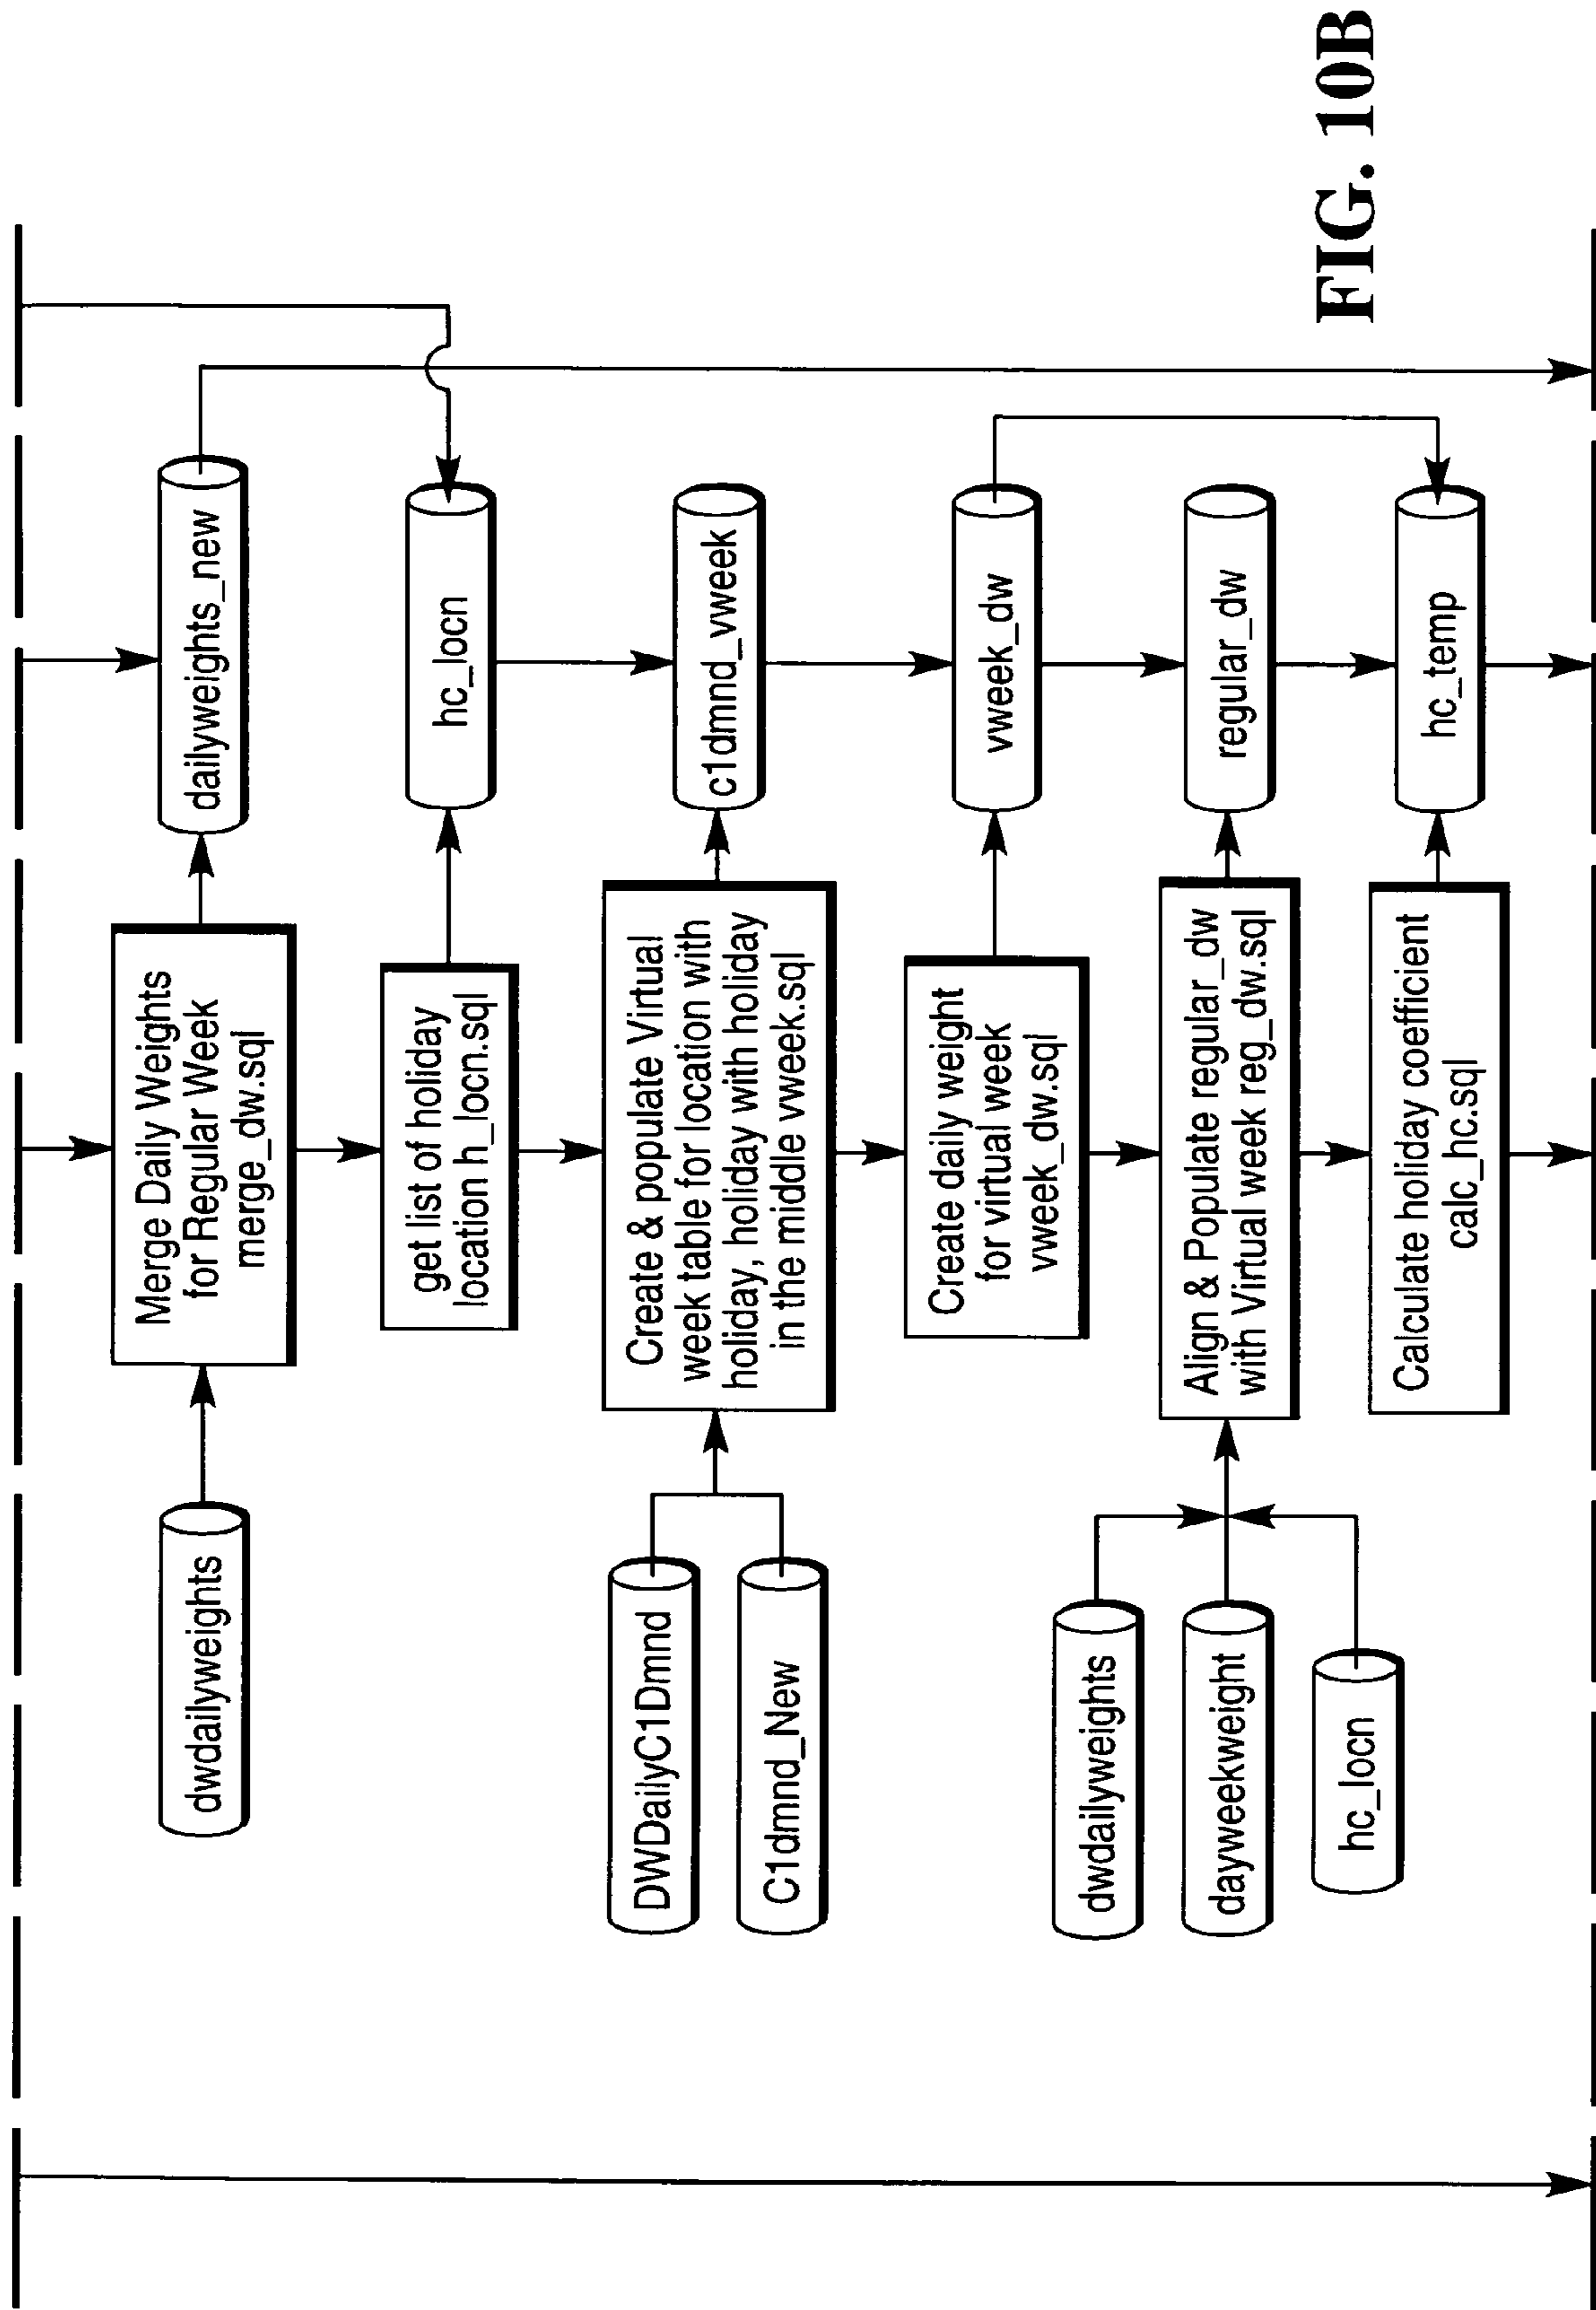 dwdailyweights
Merge Daily Weights
for Regular Week
merge_dw.sql
dailyweights_new
get list of holiday
location h_locn.sql
hc_locn
DWDailyC1Dmnd
C1dmnd_New
Create & populate Virtual
week table for location with
holiday, holiday with holiday
in the middle vweek.sql
c1dmnd_vweek
Create daily weight
for virtual week
vweek_dw.sql
vweek_dw
dwdailyweights
dayweekweight
hc_locn
Align & Populate regular_dw
with Virtual week reg_dw.sql
regular_dw
Calculate holiday coefficient
calc_hc.sql
hc_temp
FIG. 10B